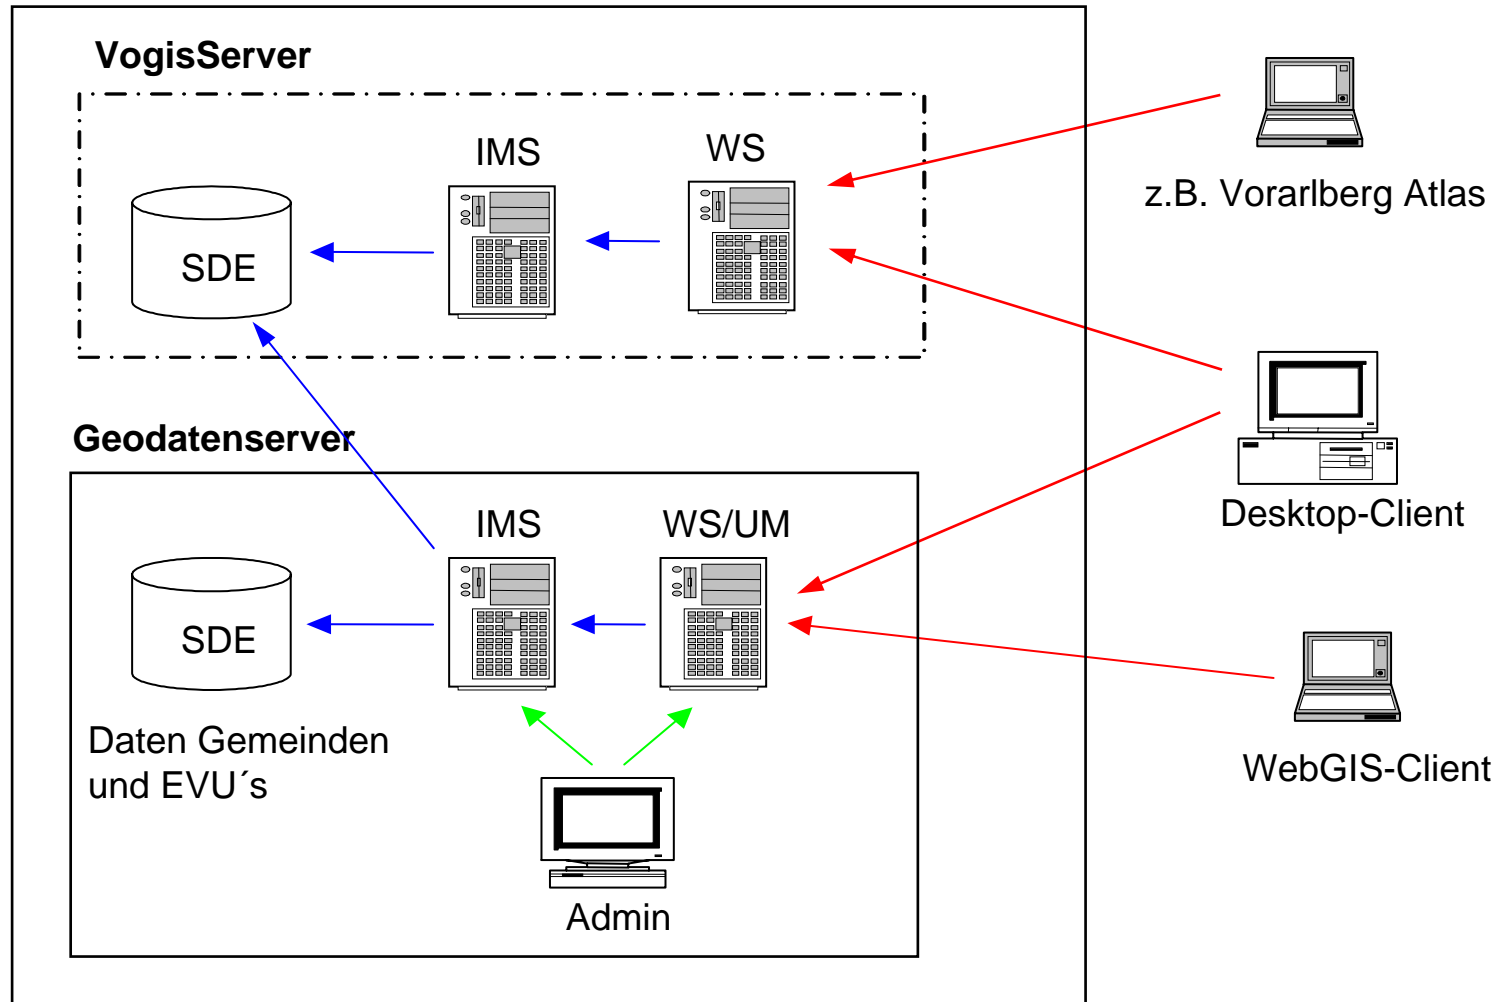 VogisServer
IMS
WS
SDE
z.B. Vorarlberg Atlas
Geodatenserver
IMS
WS/UM
Desktop-Client
SDE
Daten Gemeinden
und EVU´s
WebGIS-Client
Admin